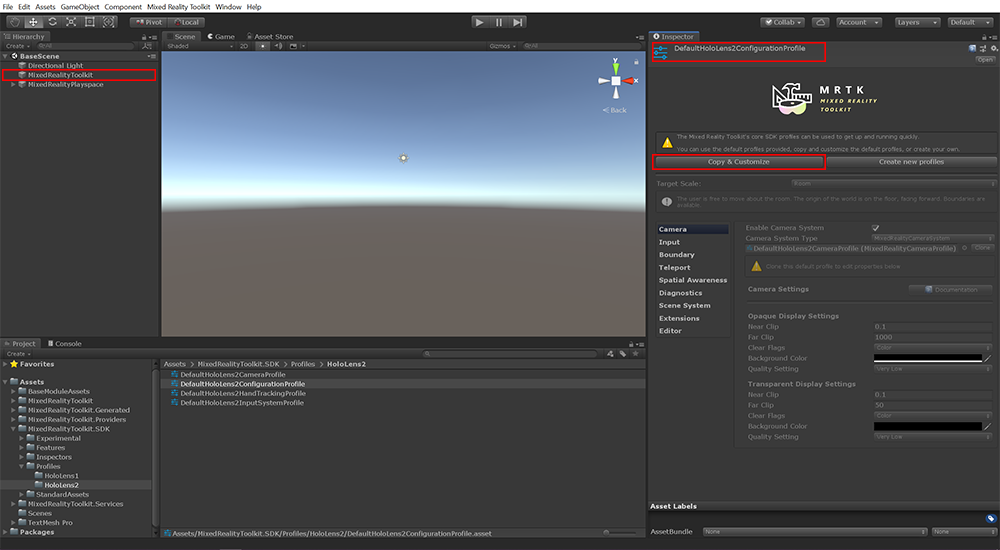 File Edit Assets GameObject Component Mixed Reality Toolkit Window Help
Pivot Local
Collab Account Layers Default
Hierarchy
Create All
BaseScene
Directional Light
MixedRealityToolkit
MixedRealityPlayspace
Scene Game Asset Store
Shaded 2D Gizmos All
y
x
Back
Inspector
DefaultHoloLens2ConfigurationProfile
Open
MRTK
MIXED REALITY
TOOLKIT
The Mixed Reality Toolkit's core SDK profiles can be used to get up and running quickly.
You can use the default profiles provided, copy and customize the default profiles, or create your own.
Copy & Customize Create new profiles
Target Scale: Room
The user is free to move about the room. The origin of the world is on the floor, facing forward. Boundaries are
available.
Camera
Input
Boundary
Teleport
Spatial Awareness
Diagnostics
Scene System
Extensions
Editor
Enable Camera System
Camera System Type MixedRealityCameraSystem
DefaultHoloLens2CameraProfile (MixedRealityCameraProfile) Clone
Clone this default profile to edit properties below
Camera Settings Documentation
Opaque Display Settings
Near Clip 0.1
Far Clip 1000
Clear Flags Color
Background Color
Quality Setting Very Low
Transparent Display Settings
Near Clip 0.1
Far Clip 50
Clear Flags Color
Background Color
Quality Setting Very Low
Asset Labels
AssetBundle None None
Project Console
Create
Favorites
Assets
BaseModuleAssets
MixedRealityToolkit
MixedRealityToolkit.Generated
MixedRealityToolkit.Providers
MixedRealityToolkit.SDK
Experimental
Features
Inspectors
Profiles
HoloLens1
HoloLens2
StandardAssets
MixedRealityToolkit.Services
Scenes
TextMesh Pro
Packages
Assets MixedRealityToolkit.SDK Profiles HoloLens2
DefaultHoloLens2CameraProfile
DefaultHoloLens2ConfigurationProfile
DefaultHoloLens2HandTrackingProfile
DefaultHoloLens2InputSystemProfile
Assets/MixedRealityToolkit.SDK/Profiles/HoloLens2/DefaultHoloLens2ConfigurationProfile.asset